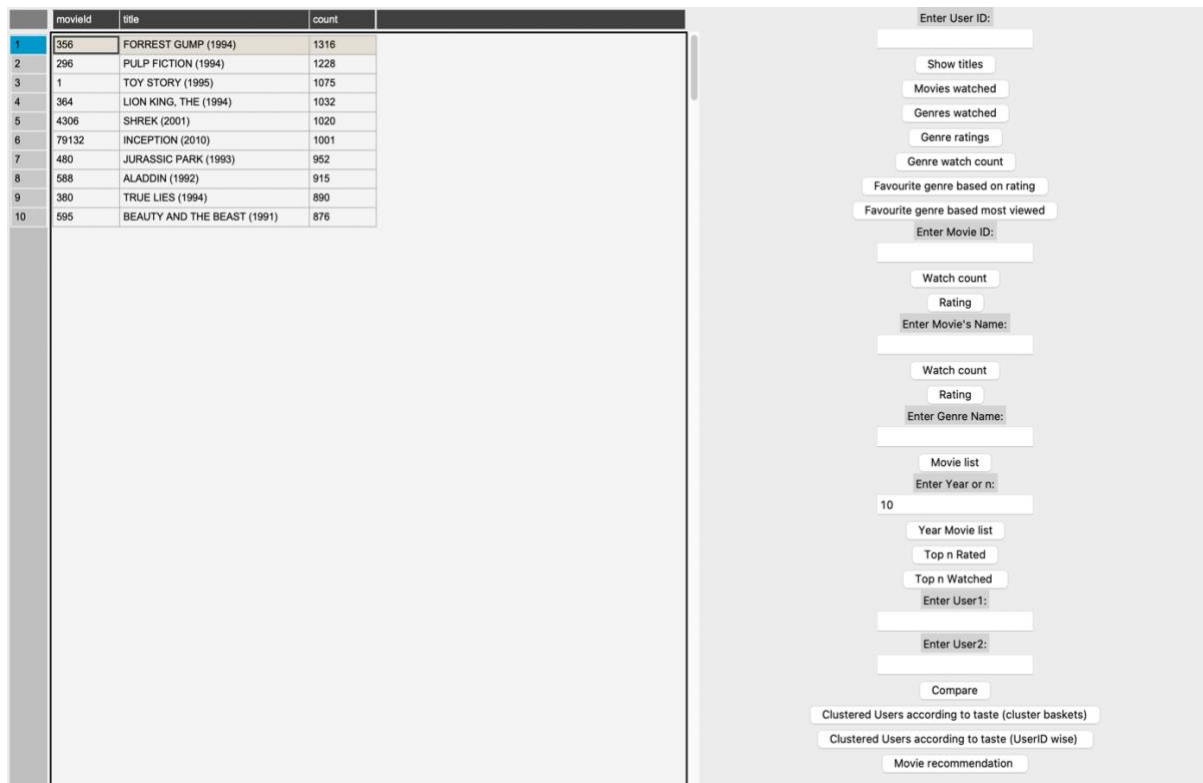 movieId title count
1 356 FORREST GUMP (1994) 1316
2 296 PULP FICTION (1994) 1228
3 1 TOY STORY (1995) 1075
4 364 LION KING, THE (1994) 1032
5 4306 SHREK (2001) 1020
6 79132 INCEPTION (2010) 1001
7 480 JURASSIC PARK (1993) 952
8 588 ALADDIN (1992) 915
9 380 TRUE LIES (1994) 890
10 595 BEAUTY AND THE BEAST (1991) 876
Enter User ID:
Show titles
Movies watched
Genres watched
Genre ratings
Genre watch count
Favourite genre based on rating
Favourite genre based most viewed
Enter Movie ID:
Watch count
Rating
Enter Movie's Name:
Watch count
Rating
Enter Genre Name:
Movie list
Enter Year or n:
10
Year Movie list
Top n Rated
Top n Watched
Enter User1:
Enter User2:
Compare
Clustered Users according to taste (cluster baskets)
Clustered Users according to taste (UserID wise)
Movie recommendation